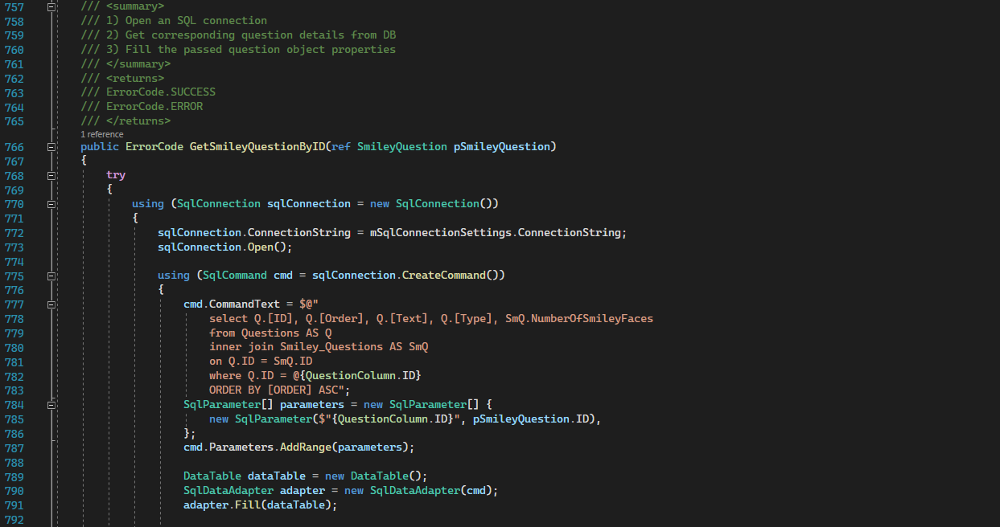 757 /// <summary>
758 /// 1) Open an SQL connection
759 /// 2) Get corresponding question details from DB
760 /// 3) Fill the passed question object properties
761 /// </summary>
762 /// <returns>
763 /// ErrorCode.SUCCESS
764 /// ErrorCode.ERROR
765 /// </returns>
1 reference
766 public ErrorCode GetSmileyQuestionByID(ref SmileyQuestion pSmileyQuestion)
767 {
768 try
769 {
770 using (SqlConnection sqlConnection = new SqlConnection())
771 {
772 sqlConnection.ConnectionString = mSqlConnectionSettings.ConnectionString;
773 sqlConnection.Open();
774
775 using (SqlCommand cmd = sqlConnection.CreateCommand())
776 {
777 cmd.CommandText = $@"
778 select Q.[ID], Q.[Order], Q.[Text], Q.[Type], SmQ.NumberOfSmileyFaces
779 from Questions AS Q
780 inner join Smiley_Questions AS SmQ
781 on Q.ID = SmQ.ID
782 where Q.ID = @{QuestionColumn.ID}
783 ORDER BY [ORDER] ASC";
784 SqlParameter[] parameters = new SqlParameter[] {
785 new SqlParameter($"{QuestionColumn.ID}", pSmileyQuestion.ID),
786 };
787 cmd.Parameters.AddRange(parameters);
788
789 DataTable dataTable = new DataTable();
790 SqlDataAdapter adapter = new SqlDataAdapter(cmd);
791 adapter.Fill(dataTable);
792